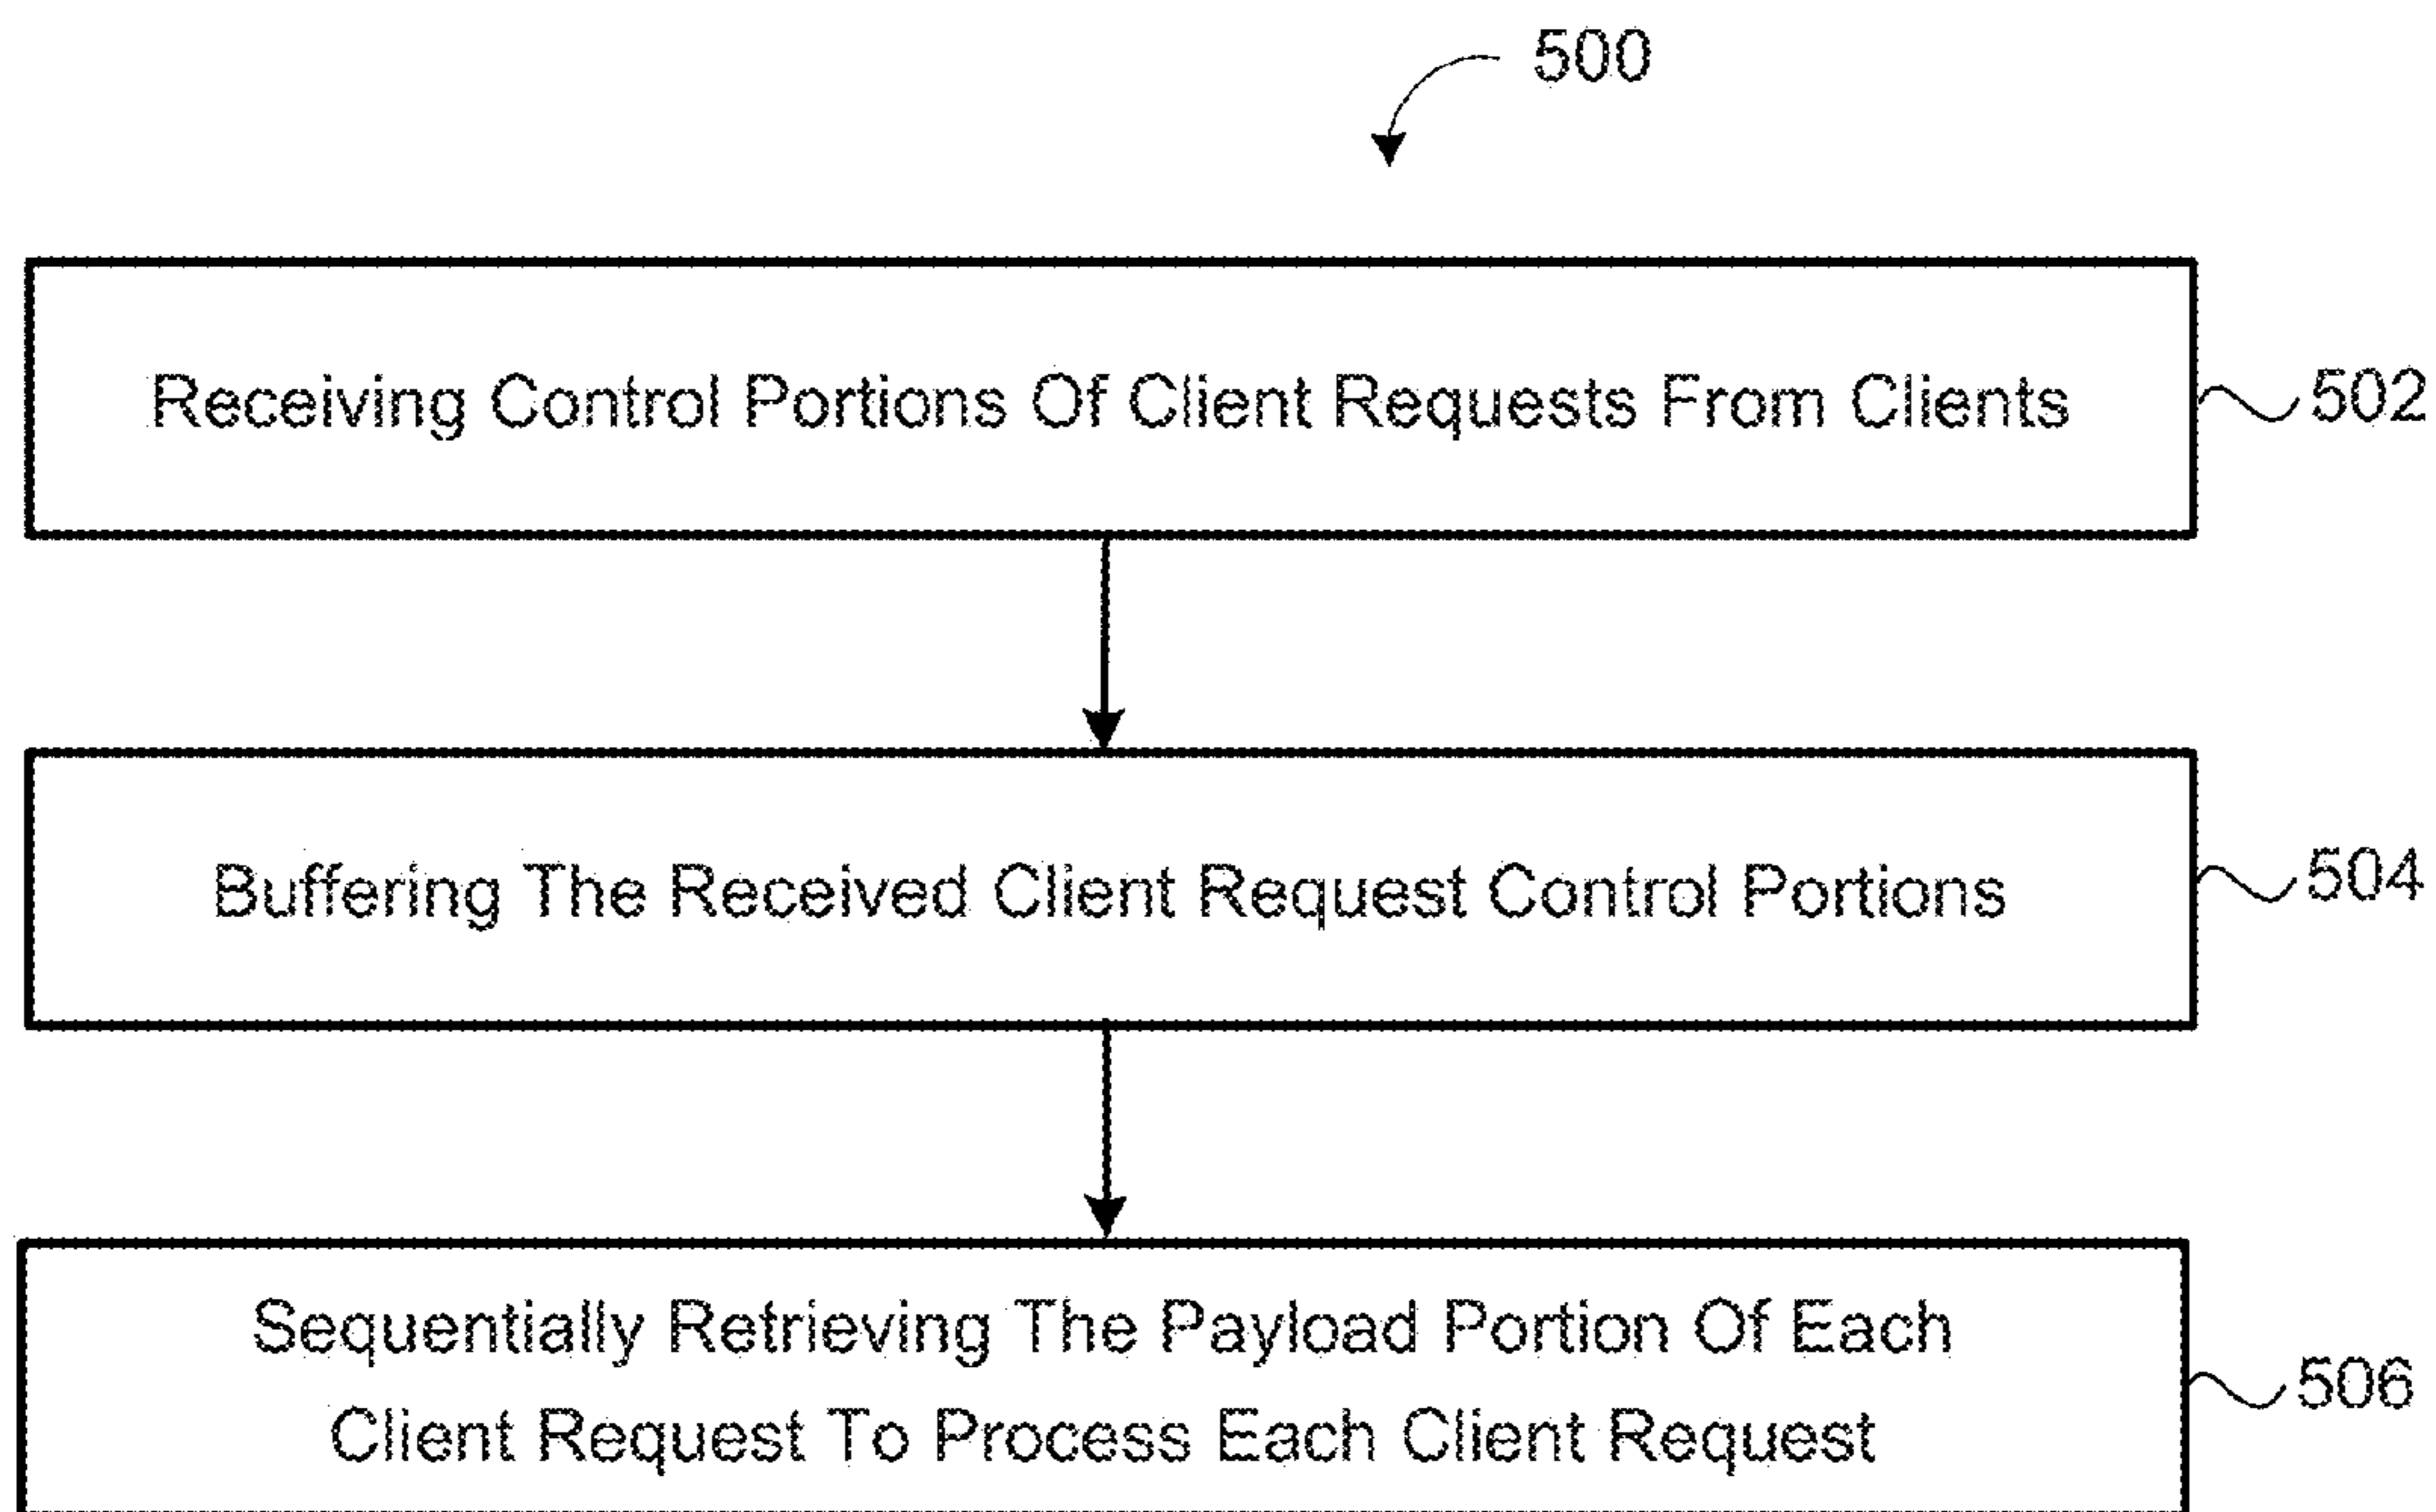 500
Receiving Control Portions Of Client Requests From Clients
502
Buffering The Received Client Request Control Portions
504
Sequentially Retrieving The Payload Portion Of Each
Client Request To Process Each Client Request
506